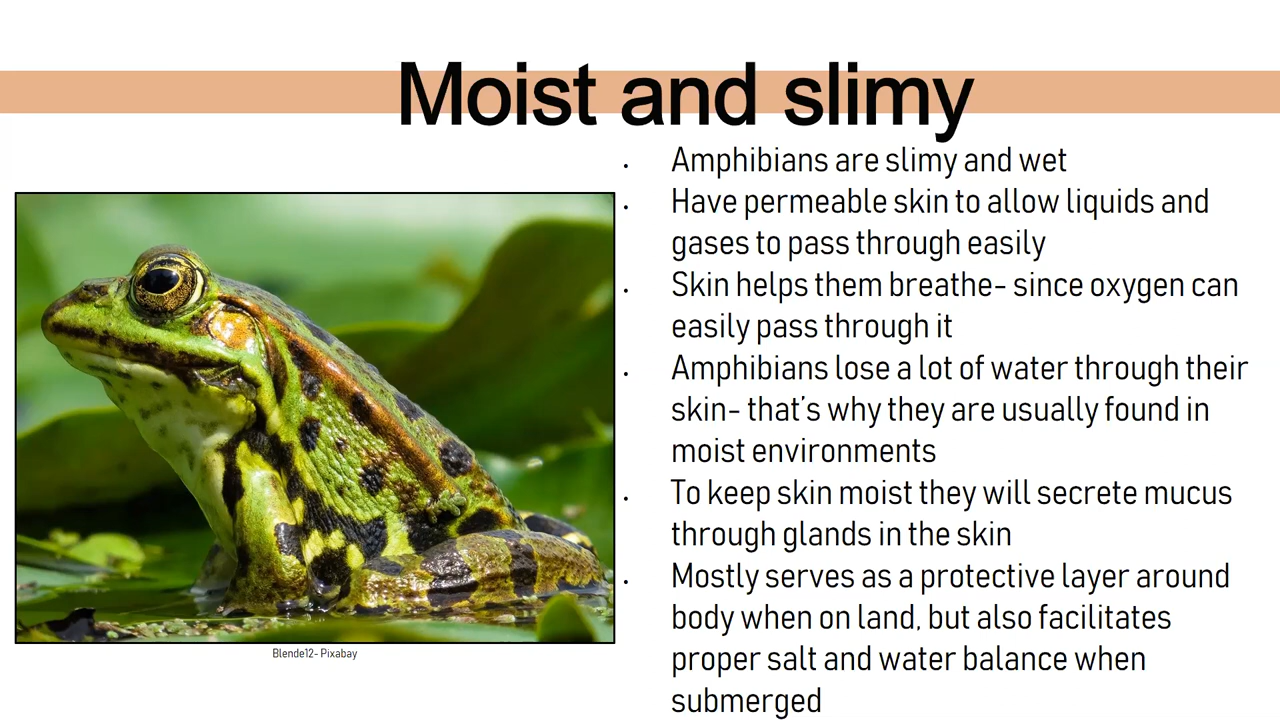 Moist and slimy
• Amphibians are slimy and wet
• Have permeable skin to allow liquids and
gases to pass through easily
• Skin helps them breathe- since oxygen can
easily pass through it
• Amphibians lose a lot of water through their
skin- that’s why they are usually found in
moist environments
• To keep skin moist they will secrete mucus
through glands in the skin
• Mostly serves as a protective layer around
body when on land, but also facilitates
proper salt and water balance when
submerged
Blende12- Pixabay